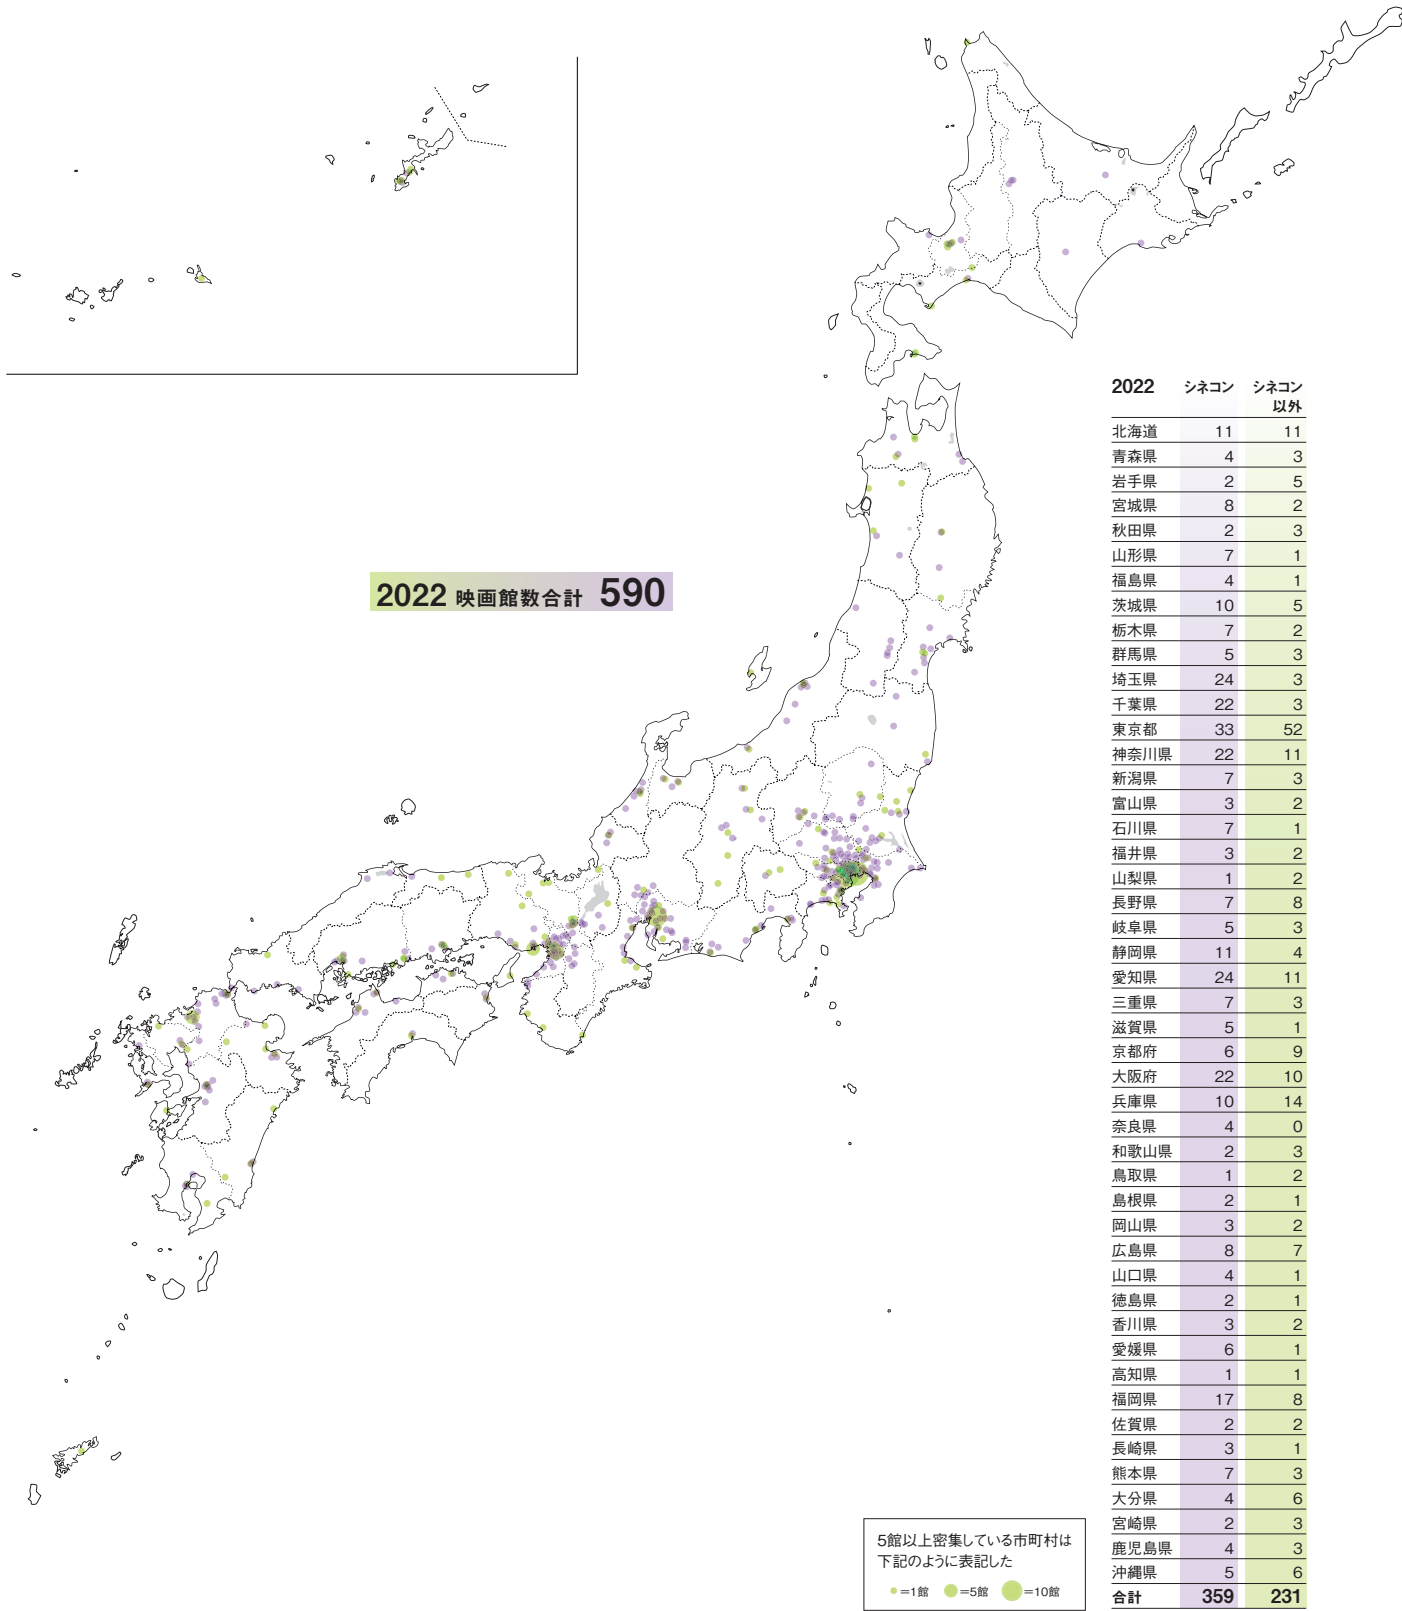 2022 シネコン シネコン
以外
北海道 11 11
青森県 4 3
岩手県 2 5
宮城県 8 2
秋田県 2 3
山形県 7 1
福島県 4 1
茨城県 10 5
栃木県 7 2
群馬県 5 3
埼玉県 24 3
千葉県 22 3
東京都 33 52
神奈川県 22 11
新潟県 7 3
富山県 3 2
石川県 7 1
福井県 3 2
山梨県 1 2
長野県 7 8
岐阜県 5 3
静岡県 11 4
愛知県 24 11
三重県 7 3
滋賀県 5 1
京都府 6 9
大阪府 22 10
兵庫県 10 14
奈良県 4 0
和歌山県 2 3
鳥取県 1 2
島根県 2 1
岡山県 3 2
広島県 8 7
山口県 4 1
徳島県 2 1
香川県 3 2
愛媛県 6 1
高知県 1 1
福岡県 17 8
佐賀県 2 2
長崎県 3 1
熊本県 7 3
大分県 4 6
宮崎県 2 3
鹿児島県 4 3
沖縄県 5 6
合計 359 231
2022 映画館数合計 590
5館以上密集している市町村は
下記のように表記した
=1館 =5館 =10館